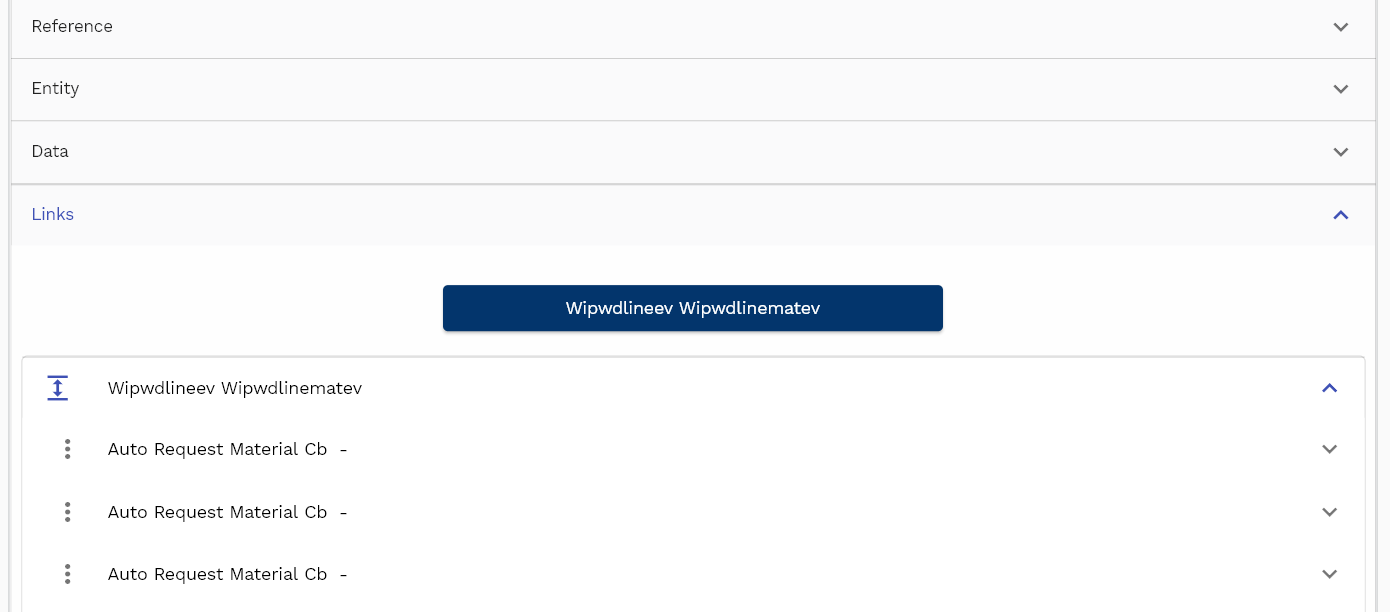 Reference
Entity
Data
Links
Wipwdlineev Wipwdlinematev
Wipwdlineev Wipwdlinematev
Auto Request Material Cb -
Auto Request Material Cb -
Auto Request Material Cb -